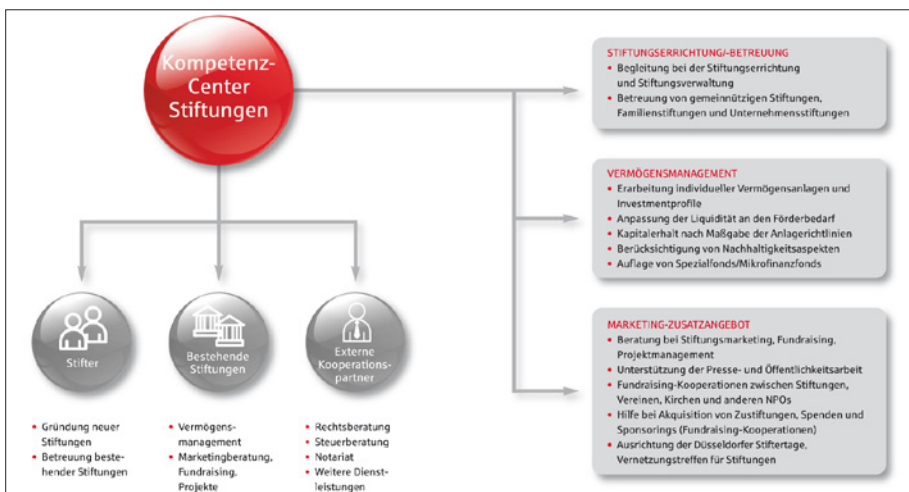 Kompetenz-
Center
Stiftungen
Stifter
Bestehende
Stiftungen
Externe
Kooperations-
partner
• Gründung neuer
Stiftungen
• Betreuung beste-
hender Stiftungen
• Vermögens-
management
• Marketingberatung,
Fundraising,
Projekte
• Rechtsberatung
• Steuerberatung
• Notariat
• Weitere Dienst-
leistungen
STIFTUNGSERRICHTUNG/-BETREUUNG
• Begleitung bei der Stiftungserrichtung
und Stiftungsverwaltung
• Betreuung von gemeinnützigen Stiftungen,
Familienstiftungen und Unternehmensstiftungen
VERMÖGENSMANAGEMENT
• Erarbeitung individueller Vermögensanlagen und
Investmentprofile
• Anpassung der Liquidität an den Förderbedarf
• Kapitalerhalt nach Maßgabe der Anlagerichtlinien
• Berücksichtigung von Nachhaltigkeitsaspekten
• Auflage von Spezialfonds/Mikrofinanzfonds
MARKETING-ZUSATZANGEBOT
• Beratung bei Stiftungsmarketing, Fundraising,
Projektmanagement
• Unterstützung der Presse- und Öffentlichkeitsarbeit
• Fundraising-Kooperationen zwischen Stiftungen,
Vereinen, Kirchen und anderen NPOs
• Hilfe bei Akquisition von Zustiftungen, Spenden und
Sponsorings (Fundraising-Kooperationen)
• Ausrichtung der Düsseldorfer Stiftertage,
Vernetzungstreffen für Stiftungen